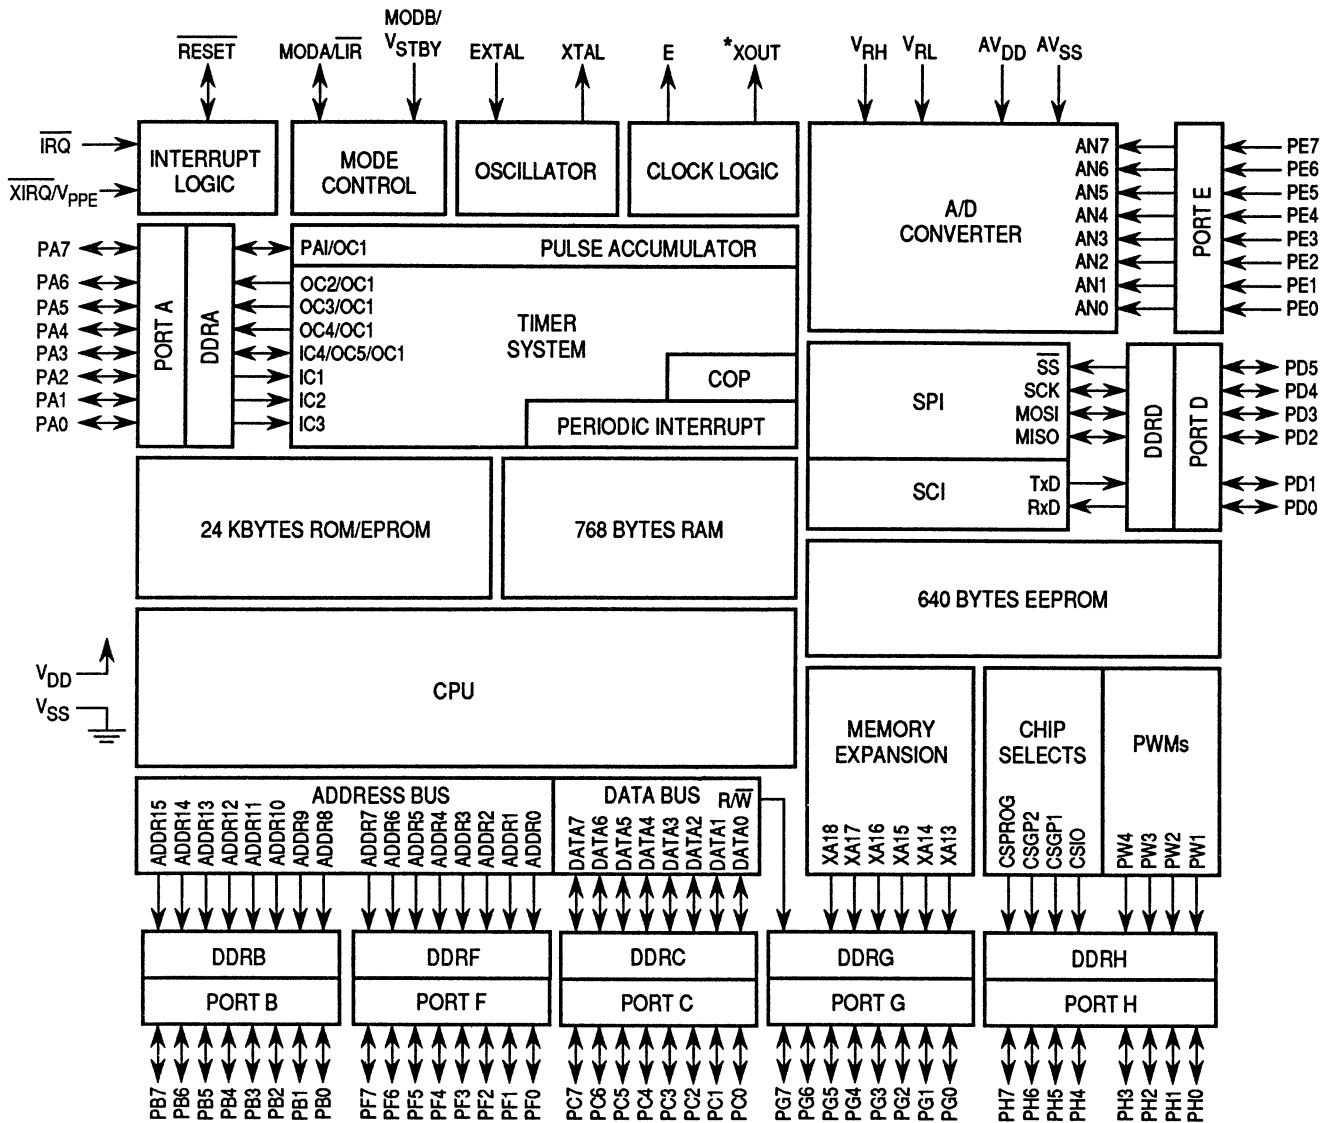 RESET
MODA/LIR
MODB/
VSTBY
EXTAL
XTAL
E
*XOUT
VRH
VRL
AVDD
AVSS
IRQ
XIRQ/VPPE
INTERRUPT
LOGIC
MODE
CONTROL
OSCILLATOR
CLOCK LOGIC
A/D
CONVERTER
AN7
AN6
AN5
AN4
AN3
AN2
AN1
AN0
PORT E
PE7
PE6
PE5
PE4
PE3
PE2
PE1
PE0
PA7
PA6
PA5
PA4
PA3
PA2
PA1
PA0
PORT A
DDRA
PAI/OC1
PULSE ACCUMULATOR
OC2/OC1
OC3/OC1
OC4/OC1
IC4/OC5/OC1
IC1
IC2
IC3
TIMER
SYSTEM
COP
PERIODIC INTERRUPT
SPI
SS
SCK
MOSI
MISO
SCI
TxD
RxD
DDRD
PORT D
PD5
PD4
PD3
PD2
PD1
PD0
24 KBYTES ROM/EPROM
768 BYTES RAM
640 BYTES EEPROM
VDD
VSS
CPU
MEMORY
EXPANSION
CHIP
SELECTS
PWMs
ADDRESS BUS
DATA BUS
R/W
ADDR15
ADDR14
ADDR13
ADDR12
ADDR11
ADDR10
ADDR9
ADDR8
ADDR7
ADDR6
ADDR5
ADDR4
ADDR3
ADDR2
ADDR1
ADDR0
DATA7
DATA6
DATA5
DATA4
DATA3
DATA2
DATA1
DATA0
XA18
XA17
XA16
XA15
XA14
XA13
CSPROG
CSGP2
CSGP1
CSIO
PW4
PW3
PW2
PW1
DDRB
DDRF
DDRC
DDRG
DDRH
PORT B
PORT F
PORT C
PORT G
PORT H
PB7
PB6
PB5
PB4
PB3
PB2
PB1
PB0
PF7
PF6
PF5
PF4
PF3
PF2
PF1
PF0
PC7
PC6
PC5
PC4
PC3
PC2
PC1
PC0
PG7
PG6
PG5
PG4
PG3
PG2
PG1
PG0
PH7
PH6
PH5
PH4
PH3
PH2
PH1
PH0